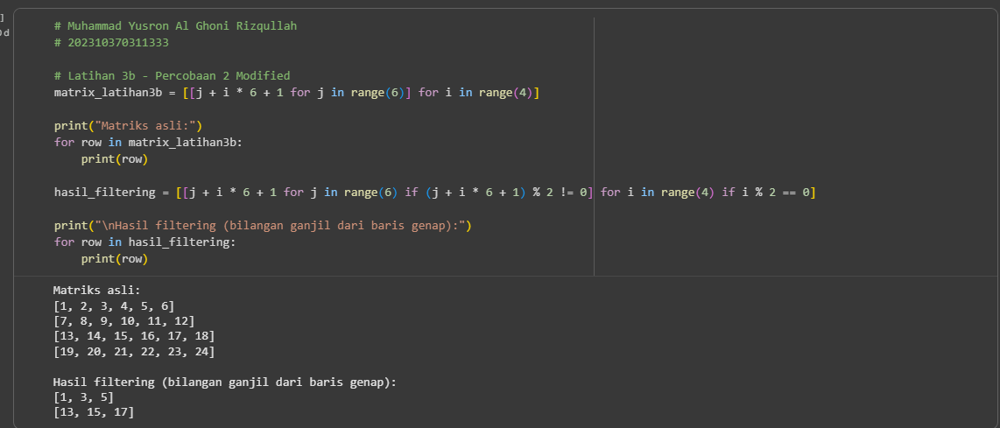 ]
0d
# Muhammad Yusron Al Ghoni Rizqullah
# 202310370311333
# Latihan 3b - Percobaan 2 Modified
matrix_latihan3b = [[j + i * 6 + 1 for j in range(6)] for i in range(4)]
print("Matriks asli:")
for row in matrix_latihan3b:
    print(row)
hasil_filtering = [[j + i * 6 + 1 for j in range(6) if (j + i * 6 + 1) % 2 != 0] for i in range(4) if i % 2 == 0]
print("\nHasil filtering (bilangan ganjil dari baris genap):")
for row in hasil_filtering:
    print(row)
Matriks asli:
[1, 2, 3, 4, 5, 6]
[7, 8, 9, 10, 11, 12]
[13, 14, 15, 16, 17, 18]
[19, 20, 21, 22, 23, 24]
Hasil filtering (bilangan ganjil dari baris genap):
[1, 3, 5]
[13, 15, 17]